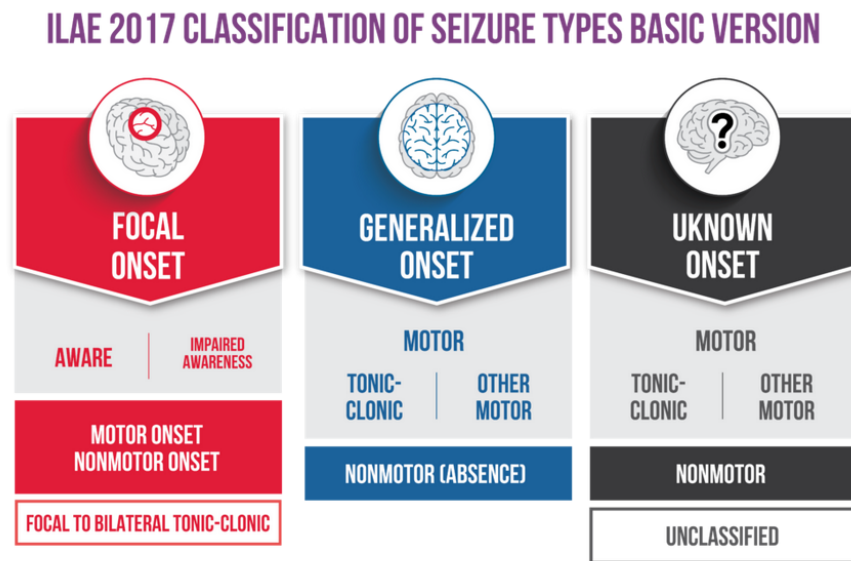 ILAE 2017 CLASSIFICATION OF SEIZURE TYPES BASIC VERSION
FOCAL
ONSET
AWARE
IMPAIRED
AWARENESS
MOTOR ONSET
NONMOTOR ONSET
FOCAL TO BILATERAL TONIC-CLONIC
GENERALIZED
ONSET
MOTOR
TONIC-
CLONIC
OTHER
MOTOR
NONMOTOR (ABSENCE)
?
UKNOWN
ONSET
MOTOR
TONIC-
CLONIC
OTHER
MOTOR
NONMOTOR
UNCLASSIFIED